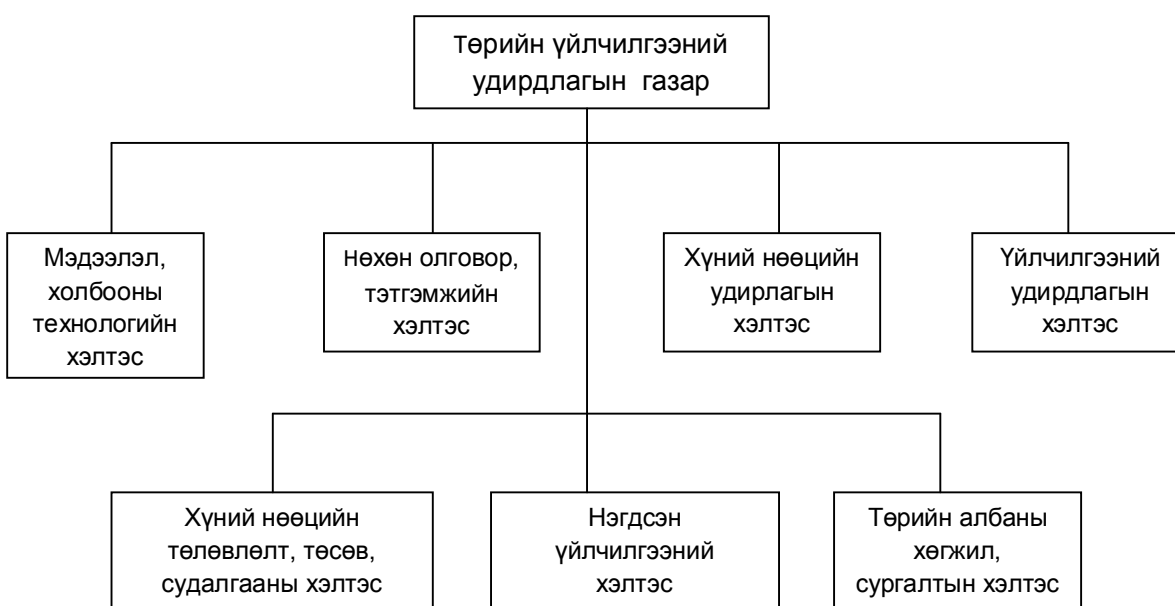 Төрийн үйлчилгээний
удирдлагын газар
Мэдээлэл,
холбооны
технологийн
хэлтэс
Нөхөн олговор,
тэтгэмжийн
хэлтэс
Хүний нөөцийн
удирлагын
хэлтэс
Үйлчилгээний
удирдлагын
хэлтэс
Хүний нөөцийн
төлөвлөлт, төсөв,
судалгааны хэлтэс
Нэгдсэн
үйлчилгээний
хэлтэс
Төрийн албаны
хөгжил,
сургалтын хэлтэс